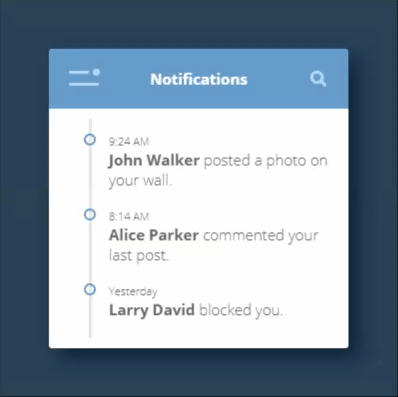 Notifications
9:24 AM
John Walker posted a photo on
your wall.
8:14 AM
Alice Parker commented your
last post.
Yesterday
Larry David blocked you.